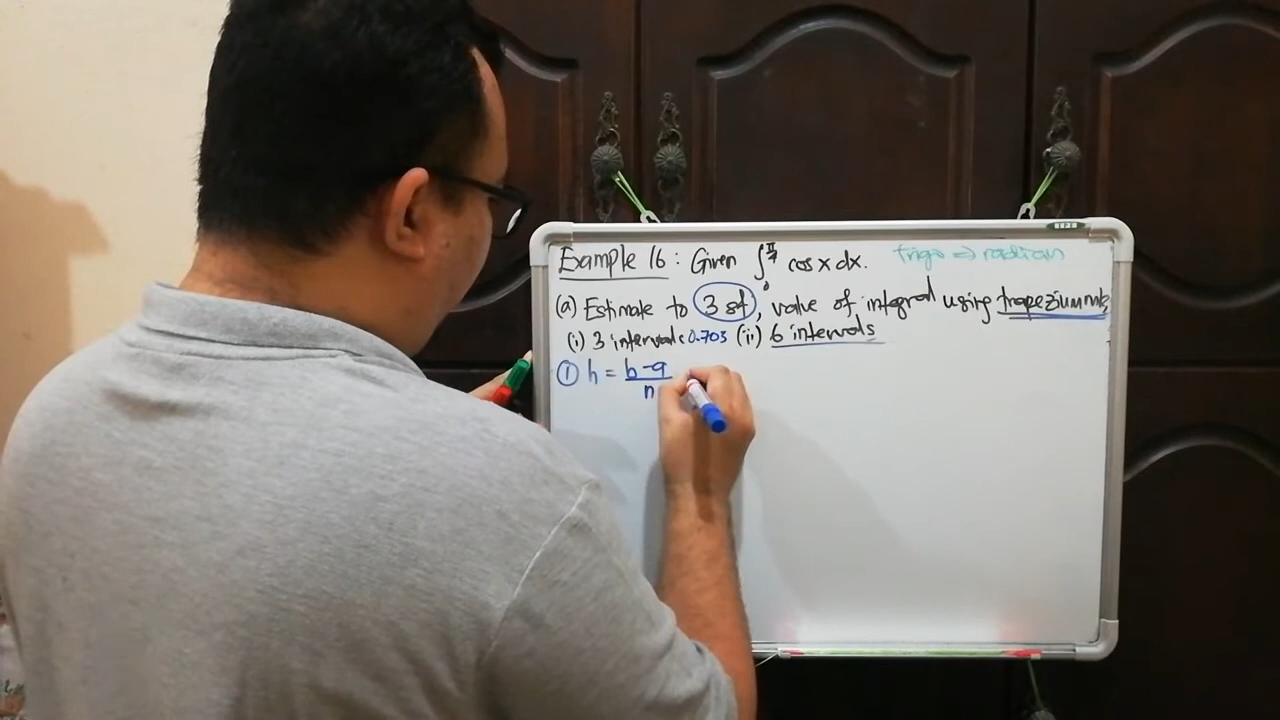 Example 16 : Given ∫₀^(π/4) cos x dx. trigo ⇒ radian
(a) Estimate to 3 sf, value of integral using trapezium rule,
(i) 3 intervals 0.703 (ii) 6 intervals
① h = b-a
n